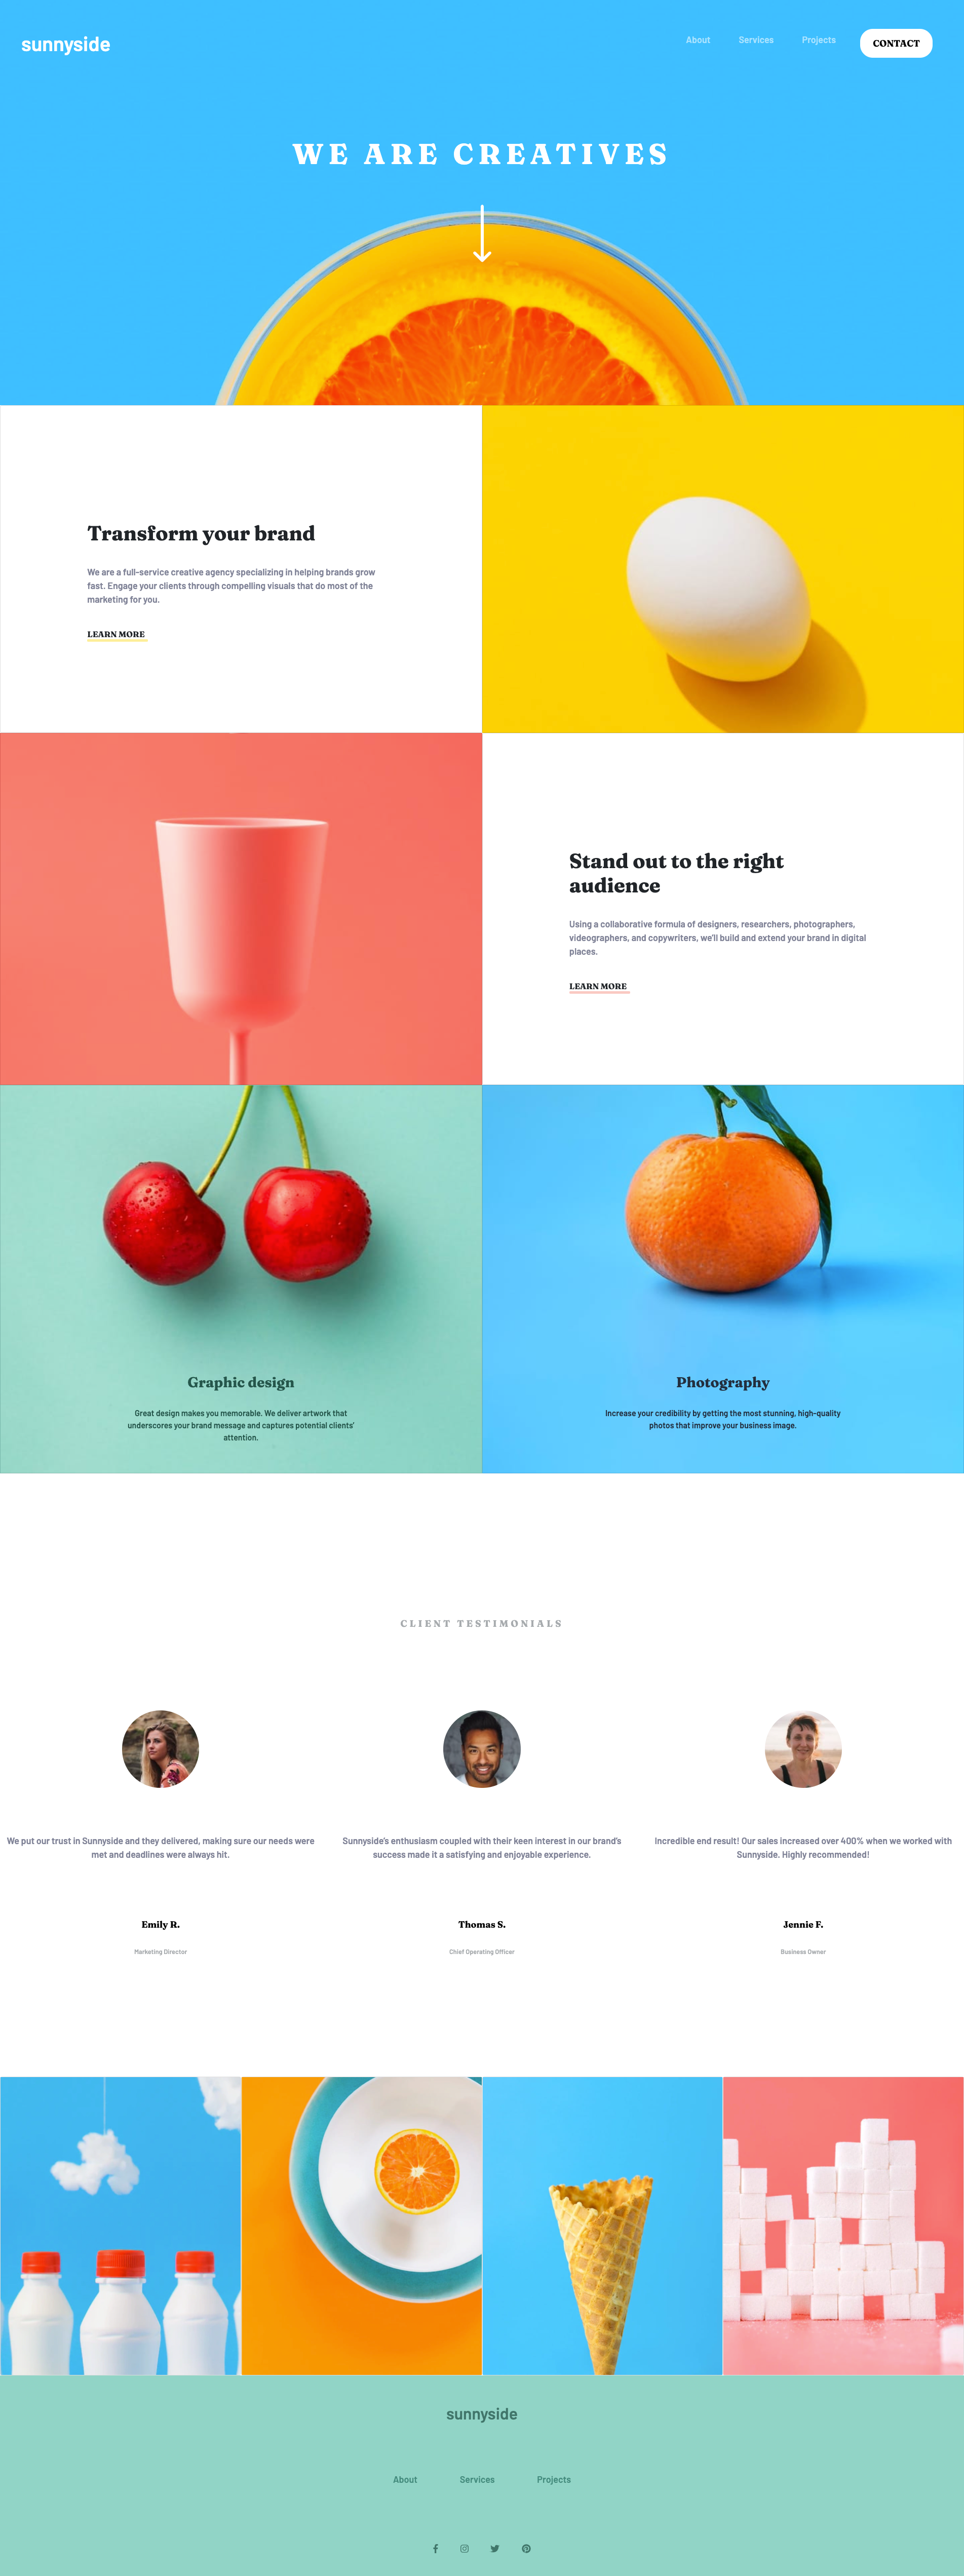 sunnyside
About Services Projects CONTACT
WE ARE CREATIVES
Transform your brand
We are a full-service creative agency specializing in helping brands grow
fast. Engage your clients through compelling visuals that do most of the
marketing for you.
LEARN MORE
Stand out to the right
audience
Using a collaborative formula of designers, researchers, photographers,
videographers, and copywriters, we'll build and extend your brand in digital
places.
LEARN MORE
Graphic design
Great design makes you memorable. We deliver artwork that
underscores your brand message and captures potential clients'
attention.
Photography
Increase your credibility by getting the most stunning, high-quality
photos that improve your business image.
CLIENT TESTIMONIALS
We put our trust in Sunnyside and they delivered, making sure our needs were
met and deadlines were always hit.
Emily R.
Marketing Director
Sunnyside's enthusiasm coupled with their keen interest in our brand's
success made it a satisfying and enjoyable experience.
Thomas S.
Chief Operating Officer
Incredible end result! Our sales increased over 400% when we worked with
Sunnyside. Highly recommended!
Jennie F.
Business Owner
sunnyside
About Services Projects